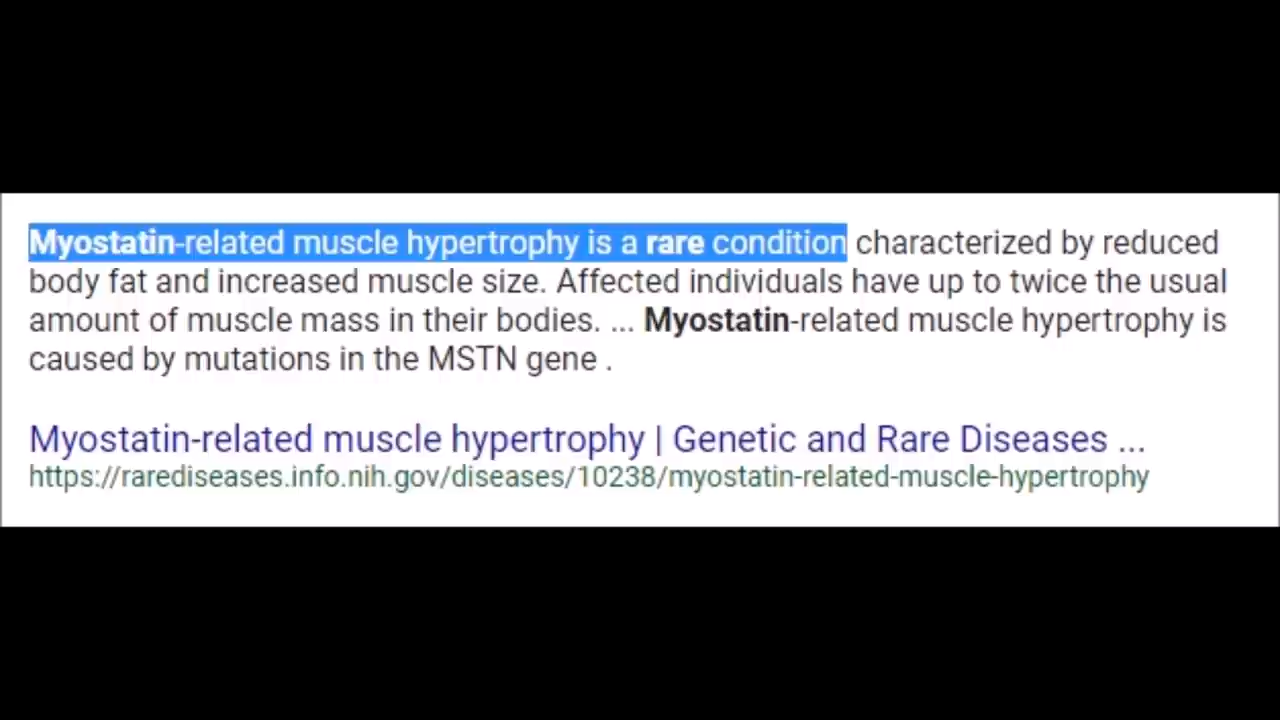 Myostatin-related muscle hypertrophy is a rare condition characterized by reduced
body fat and increased muscle size. Affected individuals have up to twice the usual
amount of muscle mass in their bodies. ... Myostatin-related muscle hypertrophy is
caused by mutations in the MSTN gene .
Myostatin-related muscle hypertrophy | Genetic and Rare Diseases ...
https://rarediseases.info.nih.gov/diseases/10238/myostatin-related-muscle-hypertrophy